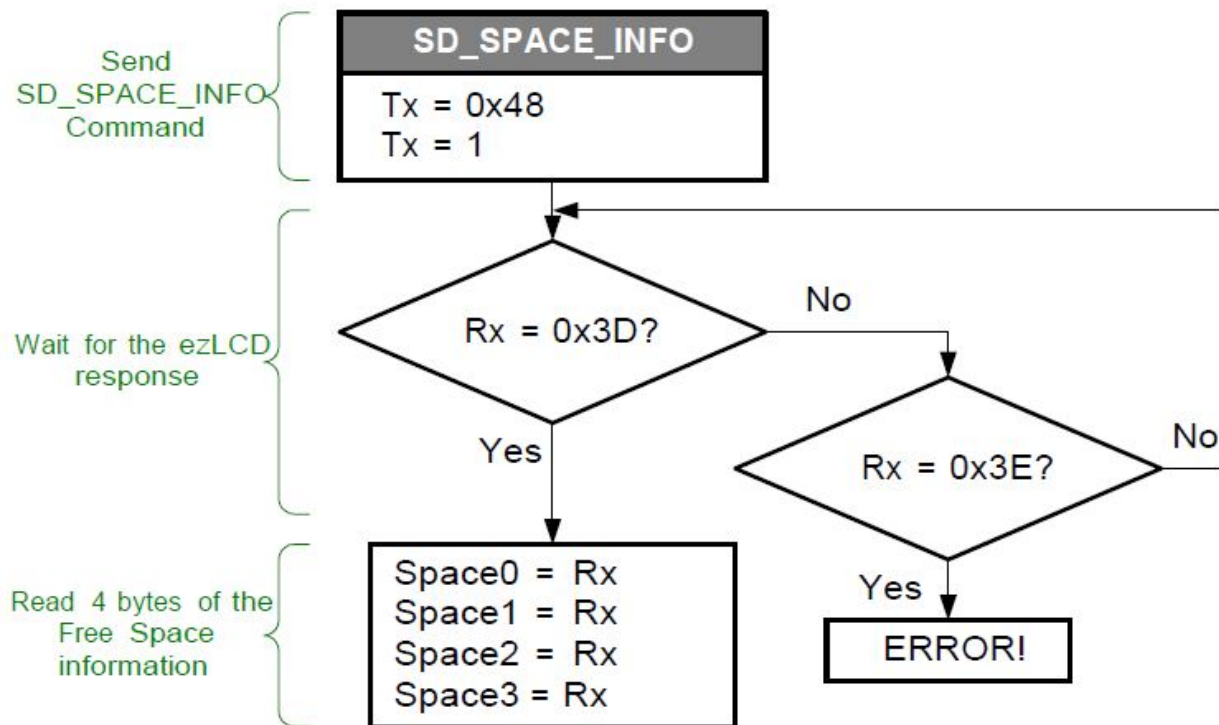 Send
SD_SPACE_INFO
Command
SD_SPACE_INFO
Tx = 0x48
Tx = 1
Wait for the ezLCD
response
Rx = 0x3D?
No
Yes
Rx = 0x3E?
No
Yes
ERROR!
Read 4 bytes of the
Free Space
information
Space0 = Rx
Space1 = Rx
Space2 = Rx
Space3 = Rx